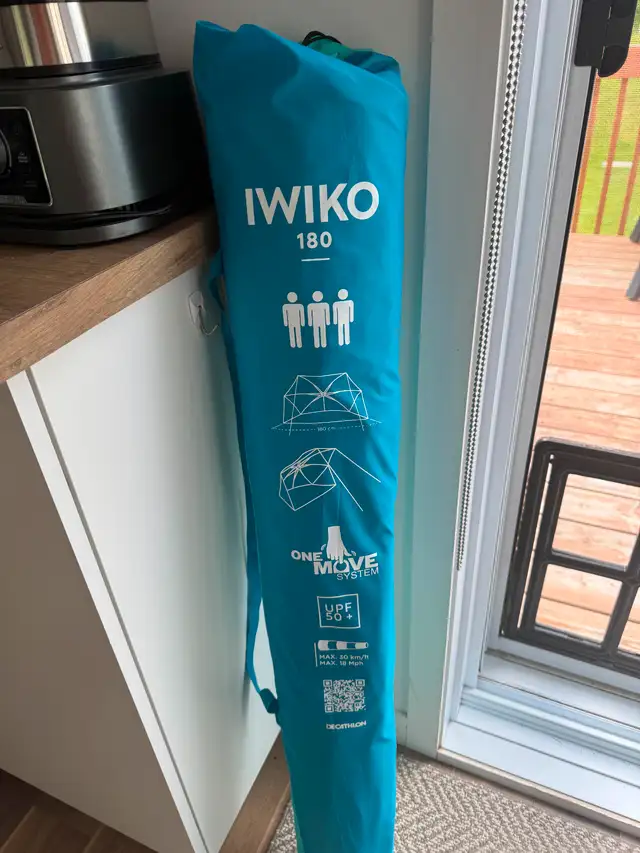 IWIKO
180
180 cm
ONE
MOVE
SYSTEM
UPF
50 +
MAX. 30 km/h
MAX. 18 Mph
DECATHLON